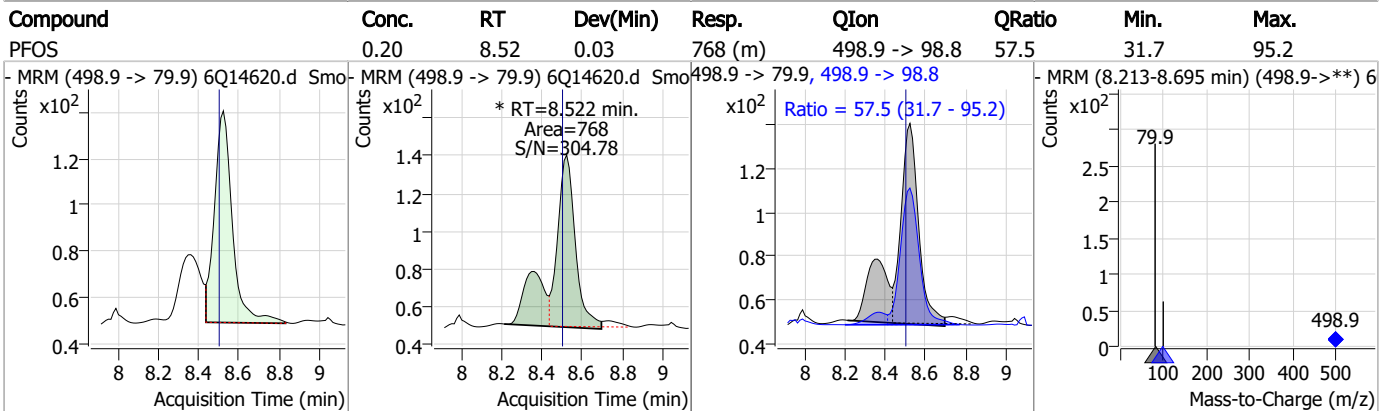 Compound Conc. RT Dev(Min) Resp. QIon QRatio Min. Max.
PFOS 0.20 8.52 0.03 768 (m) 498.9 -> 98.8 57.5 31.7 95.2
- MRM (498.9 -> 79.9) 6Q14620.d Smo
Counts
x10²
1.2
1
0.8
0.6
0.4
8 8.2 8.4 8.6 8.8 9
Acquisition Time (min)
- MRM (498.9 -> 79.9) 6Q14620.d Smo
Counts
x10²
* RT=8.522 min.
Area=768
S/N=304.78
1.4
1.2
1
0.8
0.6
0.4
8 8.2 8.4 8.6 8.8 9
Acquisition Time (min)
498.9 -> 79.9, 498.9 -> 98.8
x10²
Ratio = 57.5 (31.7 - 95.2)
1.2
1
0.8
0.6
0.4
8 8.2 8.4 8.6 8.8 9
Acquisition Time (min)
- MRM (8.213-8.695 min) (498.9->**) 6
Counts
x10²
79.9
2.5
2
1.5
1
0.5
0
498.9
100 200 300 400 500
Mass-to-Charge (m/z)